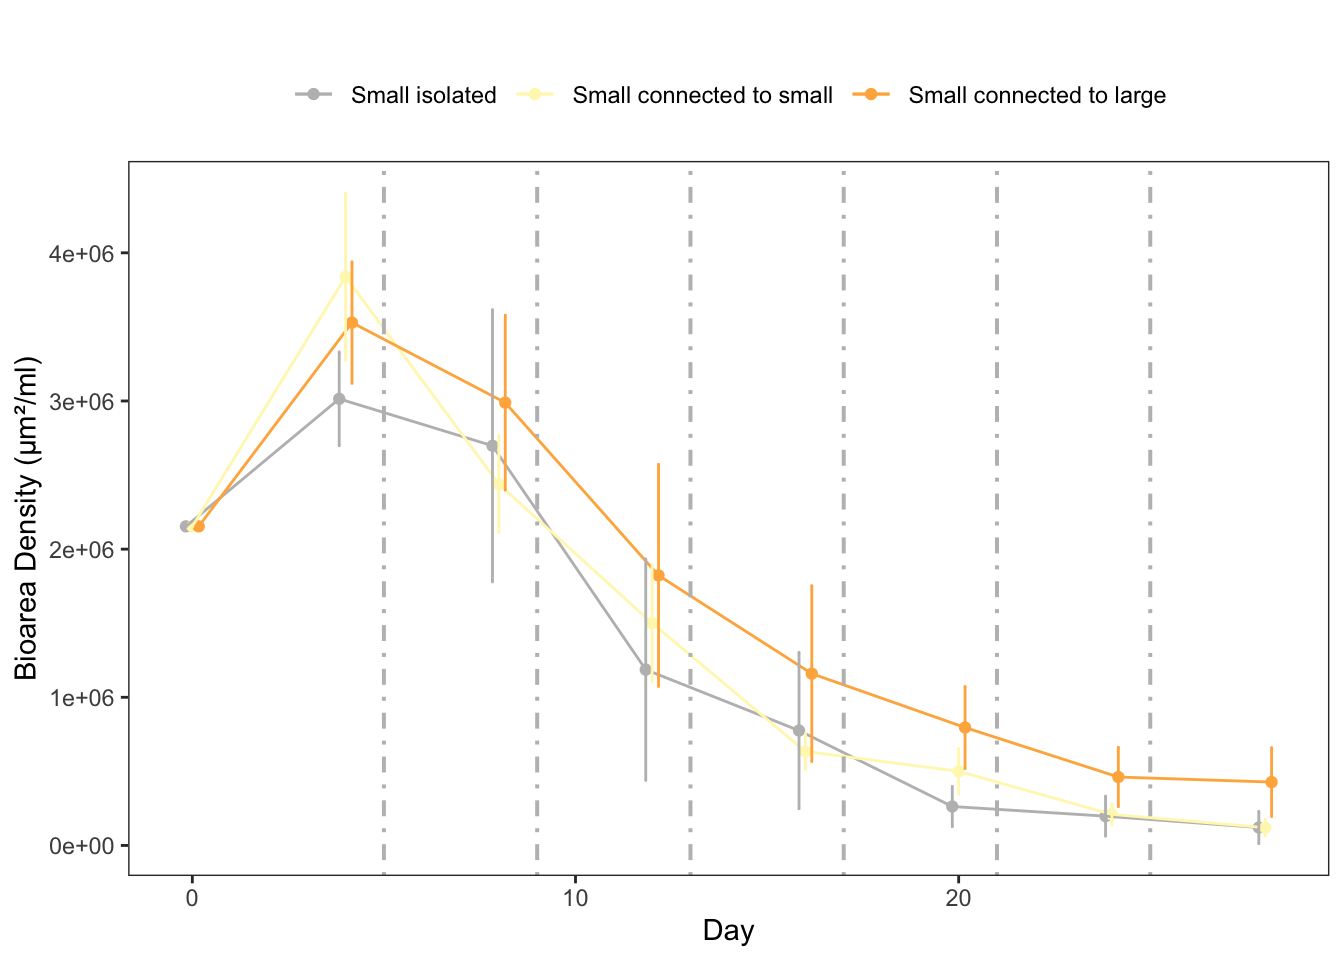 Small isolated Small connected to small Small connected to large
Bioarea Density (µm²/ml)
4e+06
3e+06
2e+06
1e+06
0e+00
0 10 20
Day